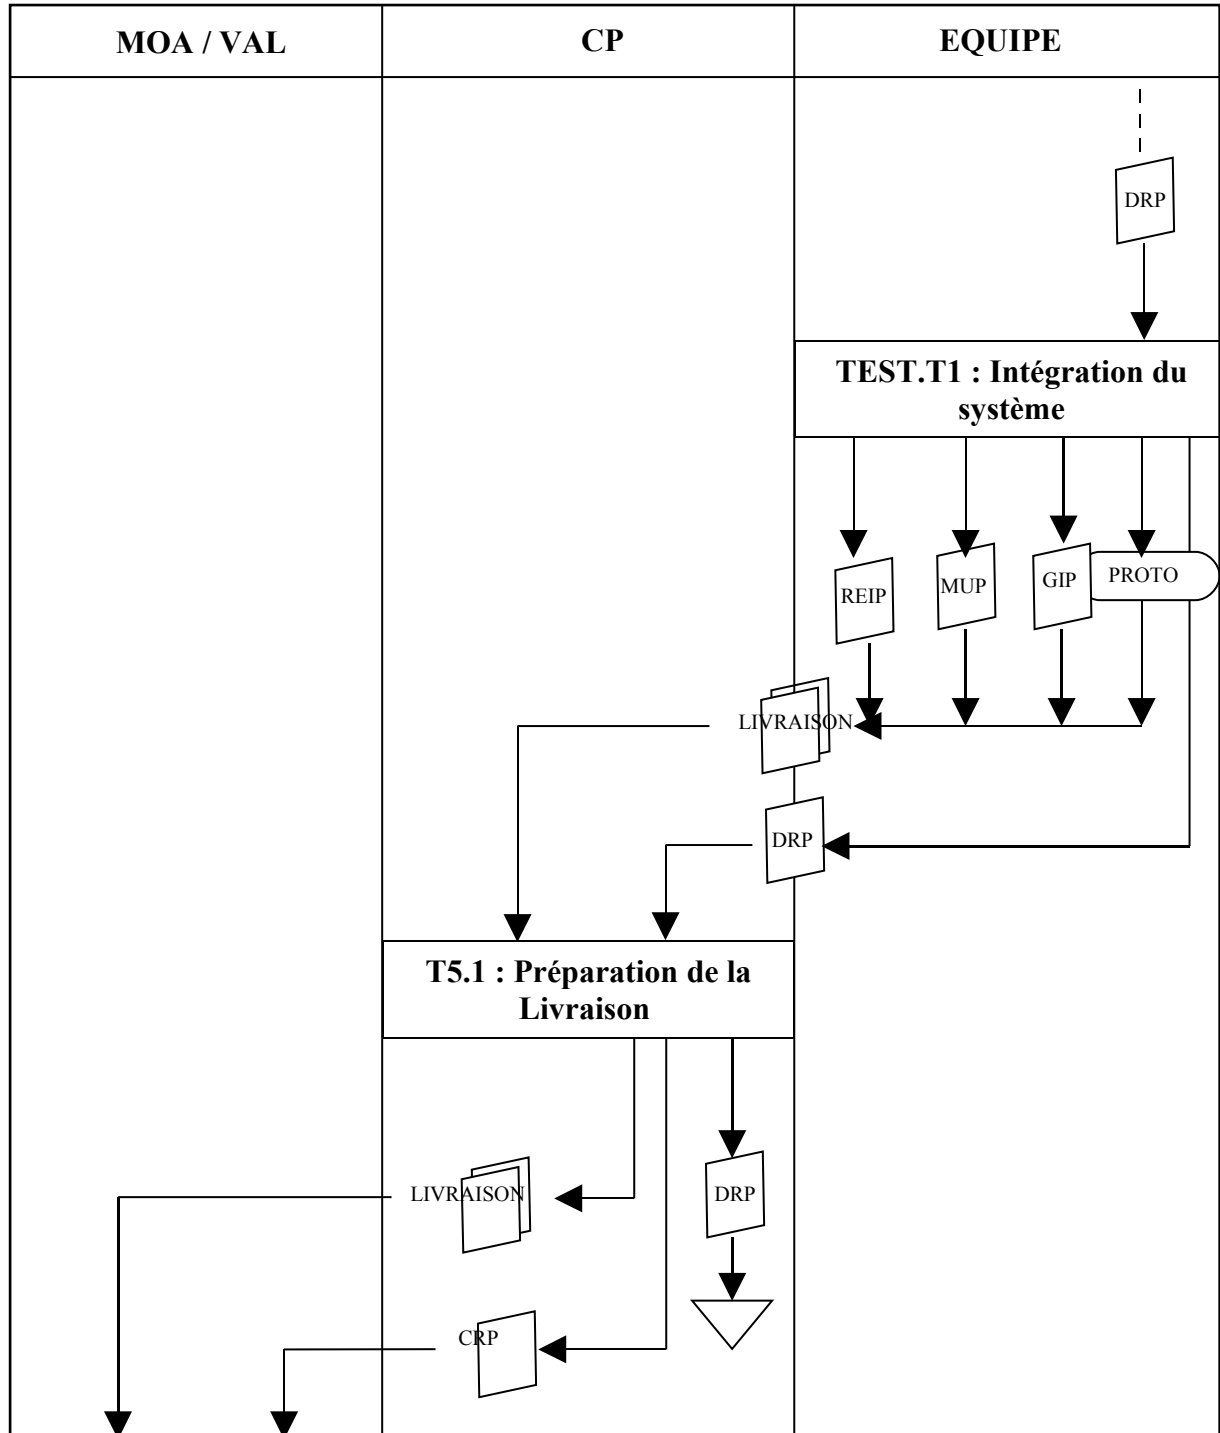 MOA / VAL
CP
EQUIPE
DRP
TEST.T1 : Intégration du
système
REIP
MUP
GIP
PROTO
LIVRAISON
DRP
T5.1 : Préparation de la
Livraison
LIVRAISON
DRP
CRP